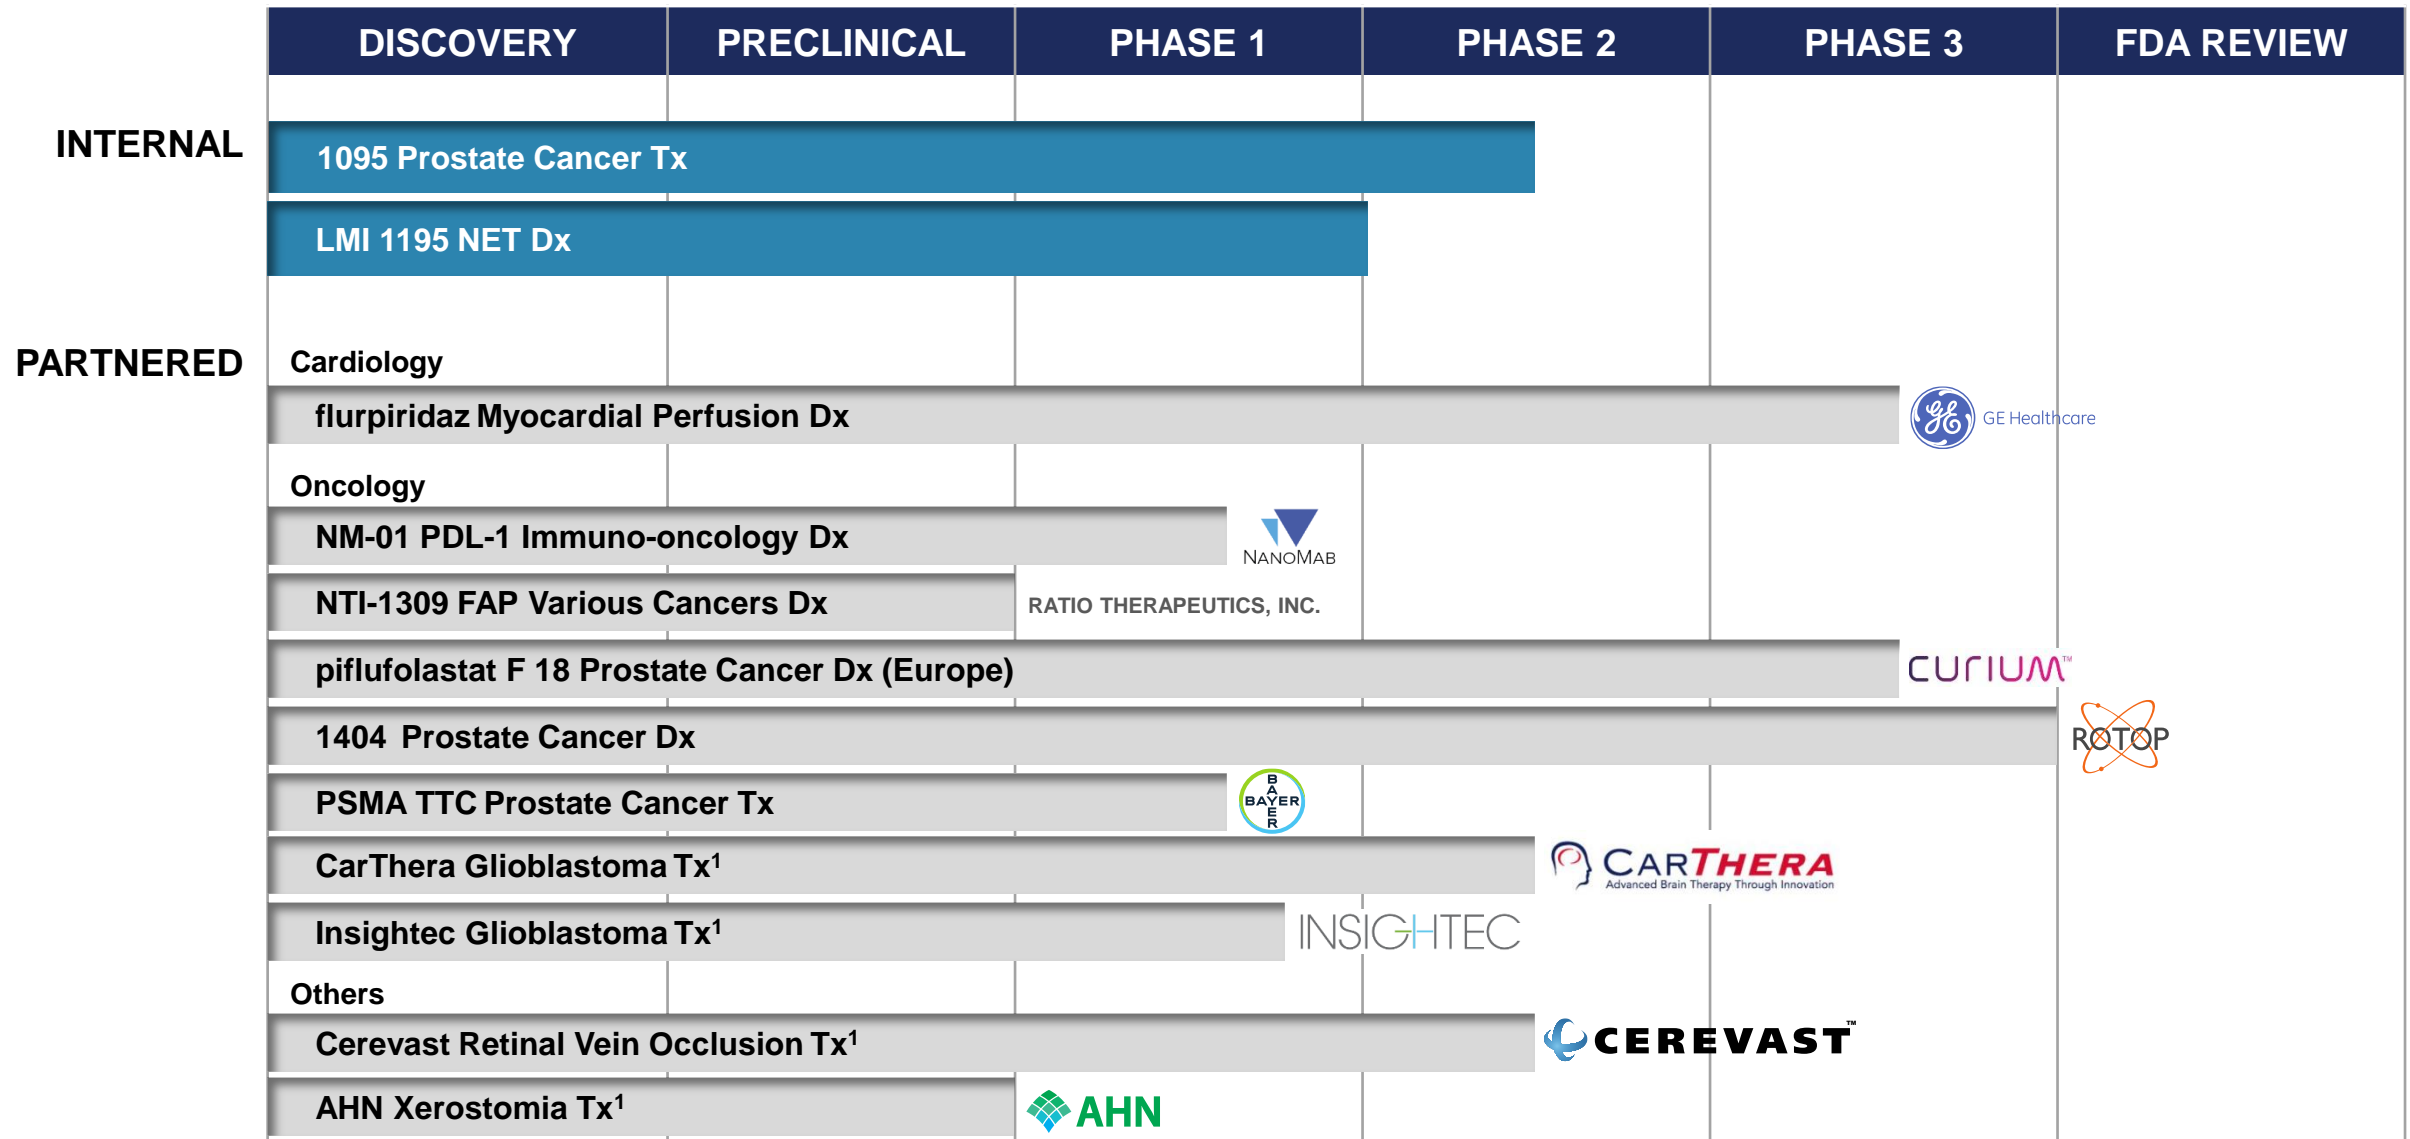 DISCOVERY PRECLINICAL PHASE 1 PHASE 2 PHASE 3 FDA REVIEW
INTERNAL
1095 Prostate Cancer Tx
LMI 1195 NET Dx
PARTNERED
Cardiology
flurpiridaz Myocardial Perfusion Dx
GE GE Healthcare
Oncology
NM-01 PDL-1 Immuno-oncology Dx
NANOMAB
NTI-1309 FAP Various Cancers Dx
RATIO THERAPEUTICS, INC.
piflufolastat F 18 Prostate Cancer Dx (Europe)
CURIUM™
1404 Prostate Cancer Dx
ROTOP
PSMA TTC Prostate Cancer Tx
BAYER
BAYER
CarThera Glioblastoma Tx¹
CARTHERA
Advanced Brain Therapy Through Innovation
Insightec Glioblastoma Tx¹
INSIGHTEC
Others
Cerevast Retinal Vein Occlusion Tx¹
CEREVAST™
AHN Xerostomia Tx¹
AHN